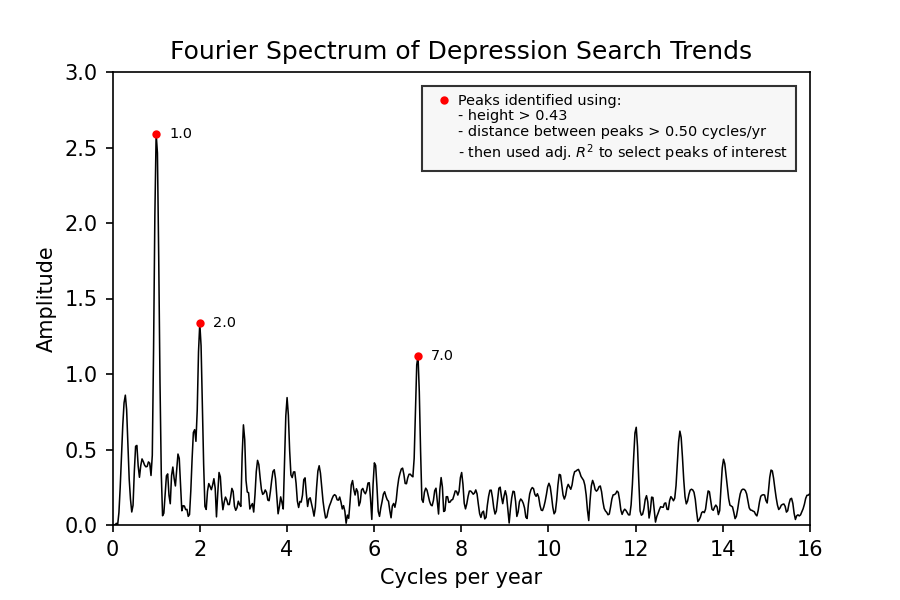 Fourier Spectrum of Depression Search Trends
3.0
2.5
2.0
1.5
1.0
0.5
0.0
Amplitude
Peaks identified using:
- height > 0.43
- distance between peaks > 0.50 cycles/yr
- then used adj. R² to select peaks of interest
1.0
2.0
7.0
0 2 4 6 8 10 12 14 16
Cycles per year